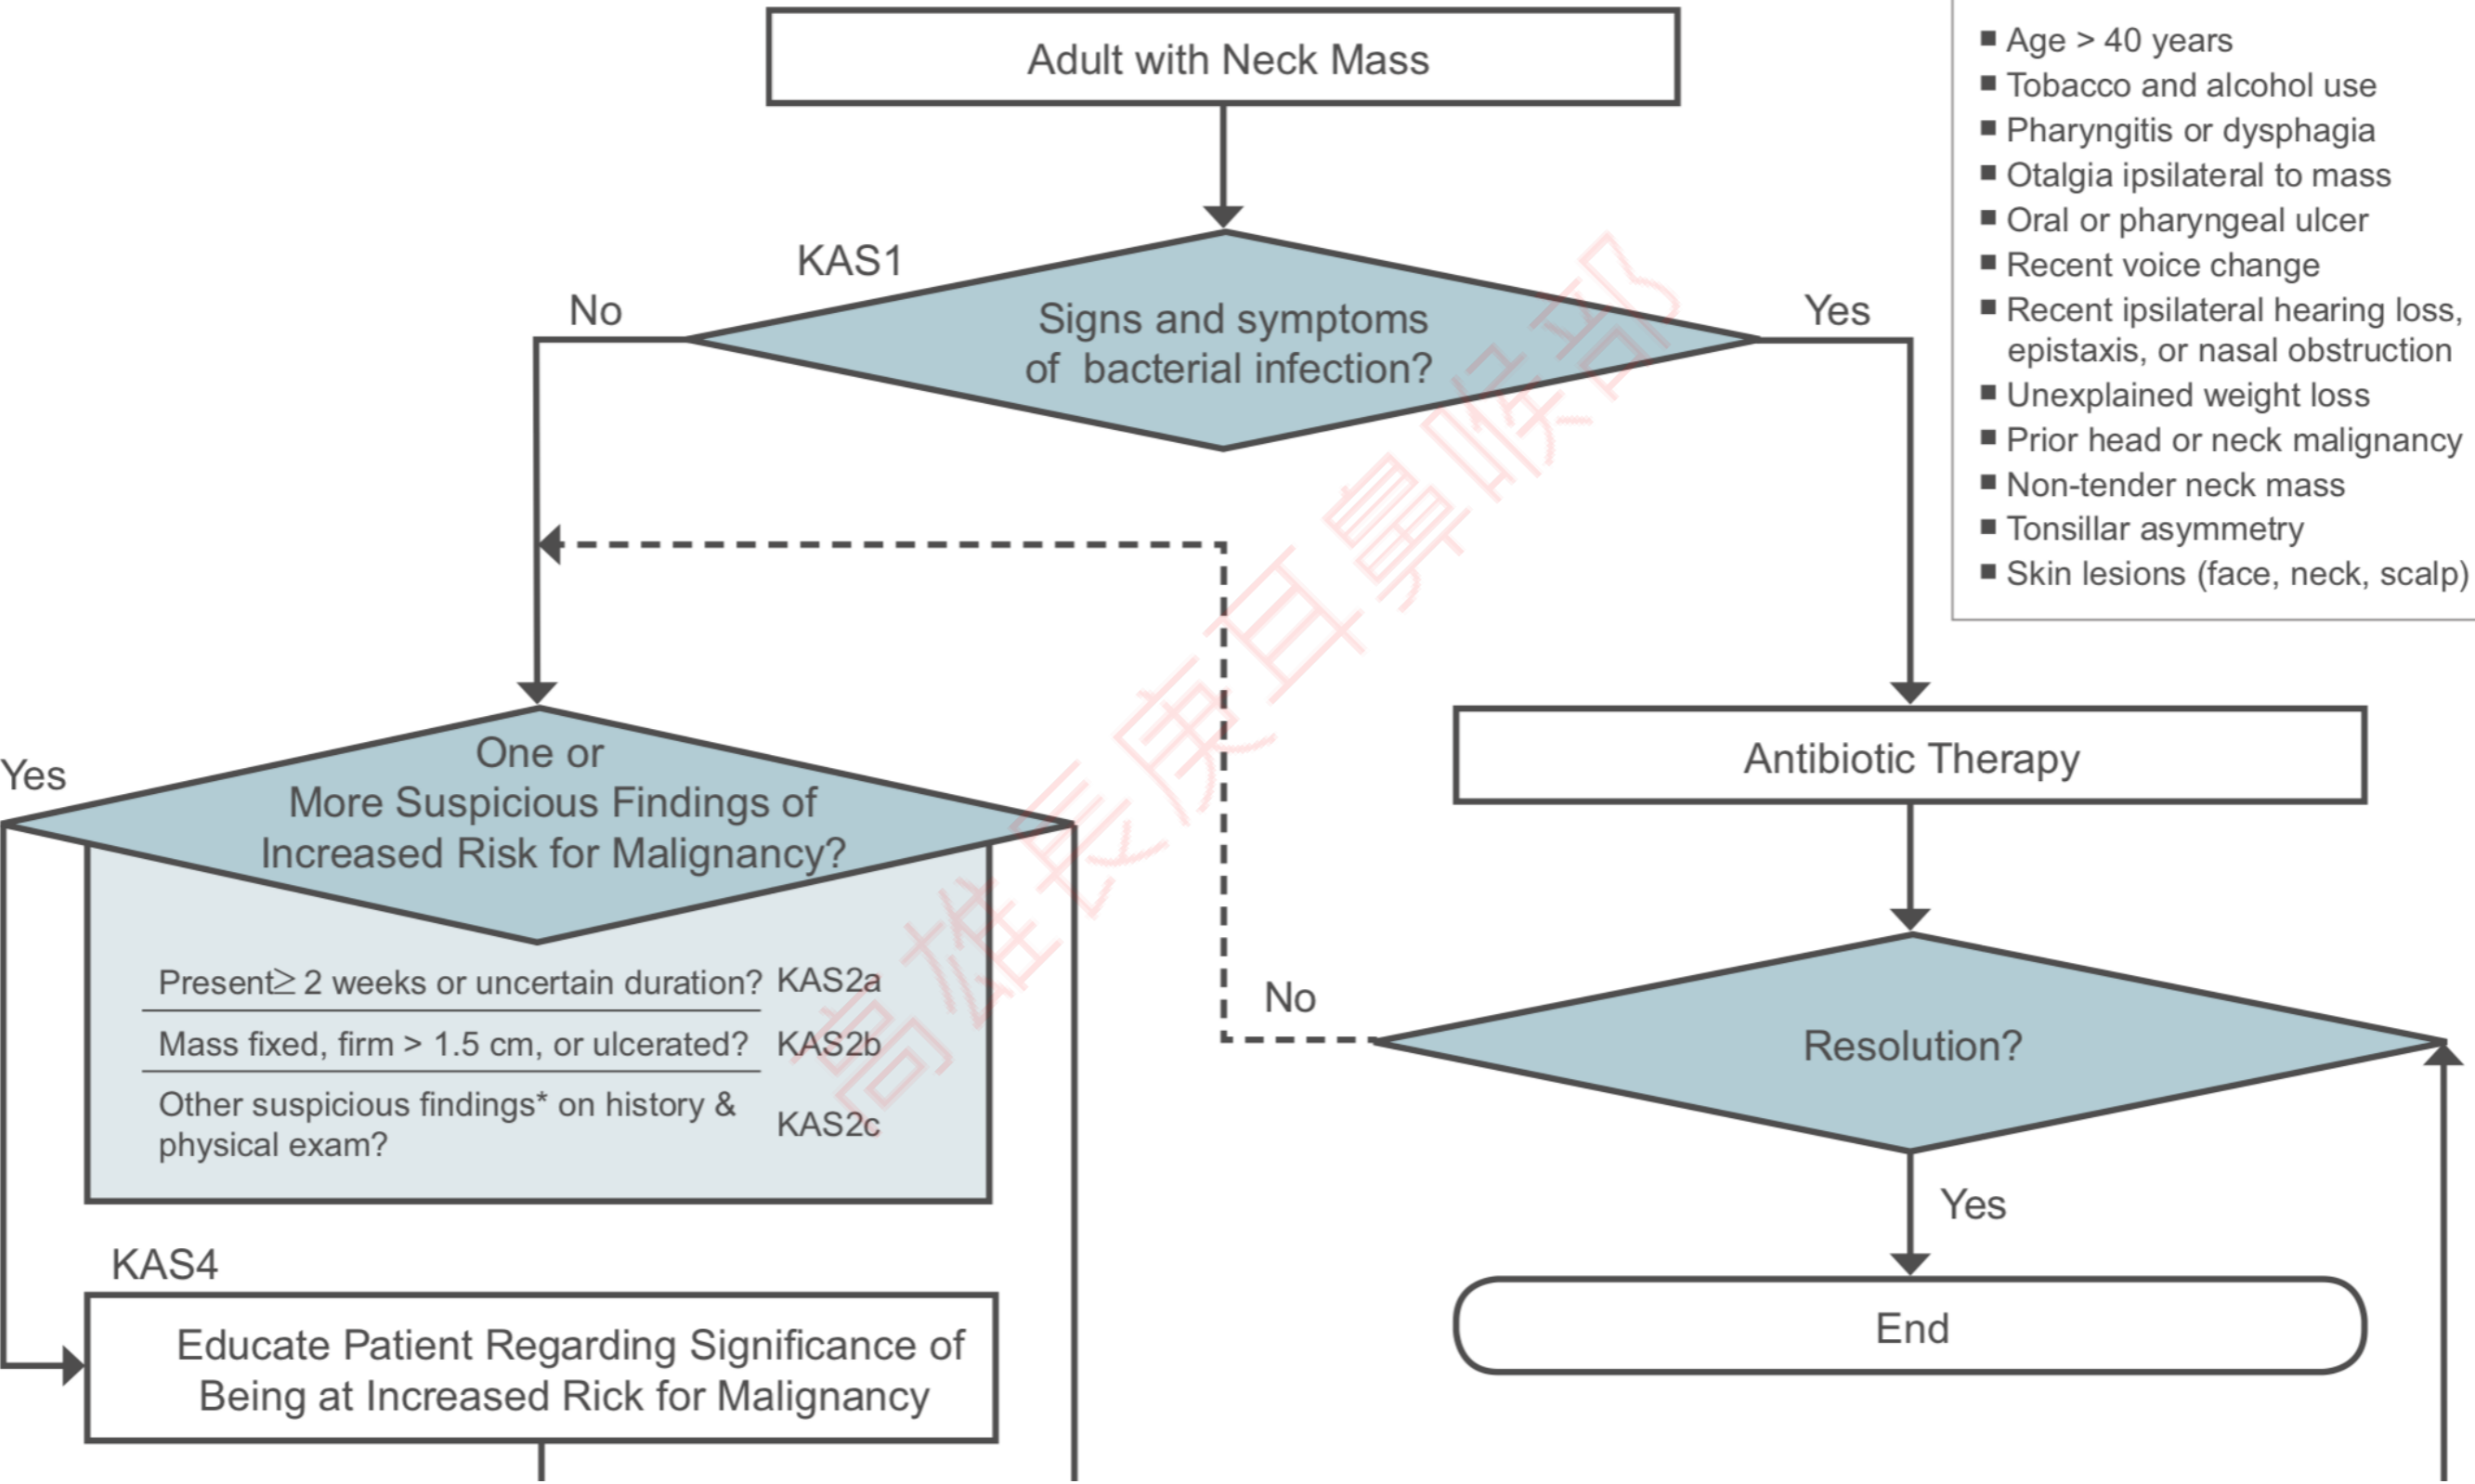 Adult with Neck Mass
■ Age > 40 years
■ Tobacco and alcohol use
■ Pharyngitis or dysphagia
■ Otalgia ipsilateral to mass
■ Oral or pharyngeal ulcer
■ Recent voice change
■ Recent ipsilateral hearing loss,
epistaxis, or nasal obstruction
■ Unexplained weight loss
■ Prior head or neck malignancy
■ Non-tender neck mass
■ Tonsillar asymmetry
■ Skin lesions (face, neck, scalp)
KAS1
Signs and symptoms
of bacterial infection?
No
Yes
One or
More Suspicious Findings of
Increased Risk for Malignancy?
Yes
Present≥ 2 weeks or uncertain duration? KAS2a
Mass fixed, firm > 1.5 cm, or ulcerated? KAS2b
Other suspicious findings* on history &
physical exam?
KAS2c
KAS4
Educate Patient Regarding Significance of
Being at Increased Rick for Malignancy
Antibiotic Therapy
Resolution?
No
Yes
End
高雄長庚耳鼻喉部